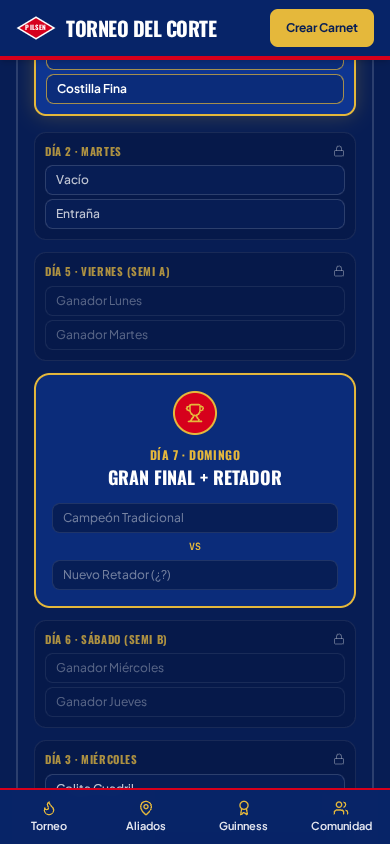 PILSEN
TORNEO DEL CORTE
Crear Carnet
Costilla Fina
DÍA 2 · MARTES
Vacío
Entraña
DÍA 5 · VIERNES (SEMI A)
Ganador Lunes
Ganador Martes
DÍA 7 · DOMINGO
GRAN FINAL + RETADOR
Campeón Tradicional
VS
Nuevo Retador (¿?)
DÍA 6 · SÁBADO (SEMI B)
Ganador Miércoles
Ganador Jueves
DÍA 3 · MIÉRCOLES
Colita Cuadril
Torneo
Aliados
Guinness
Comunidad